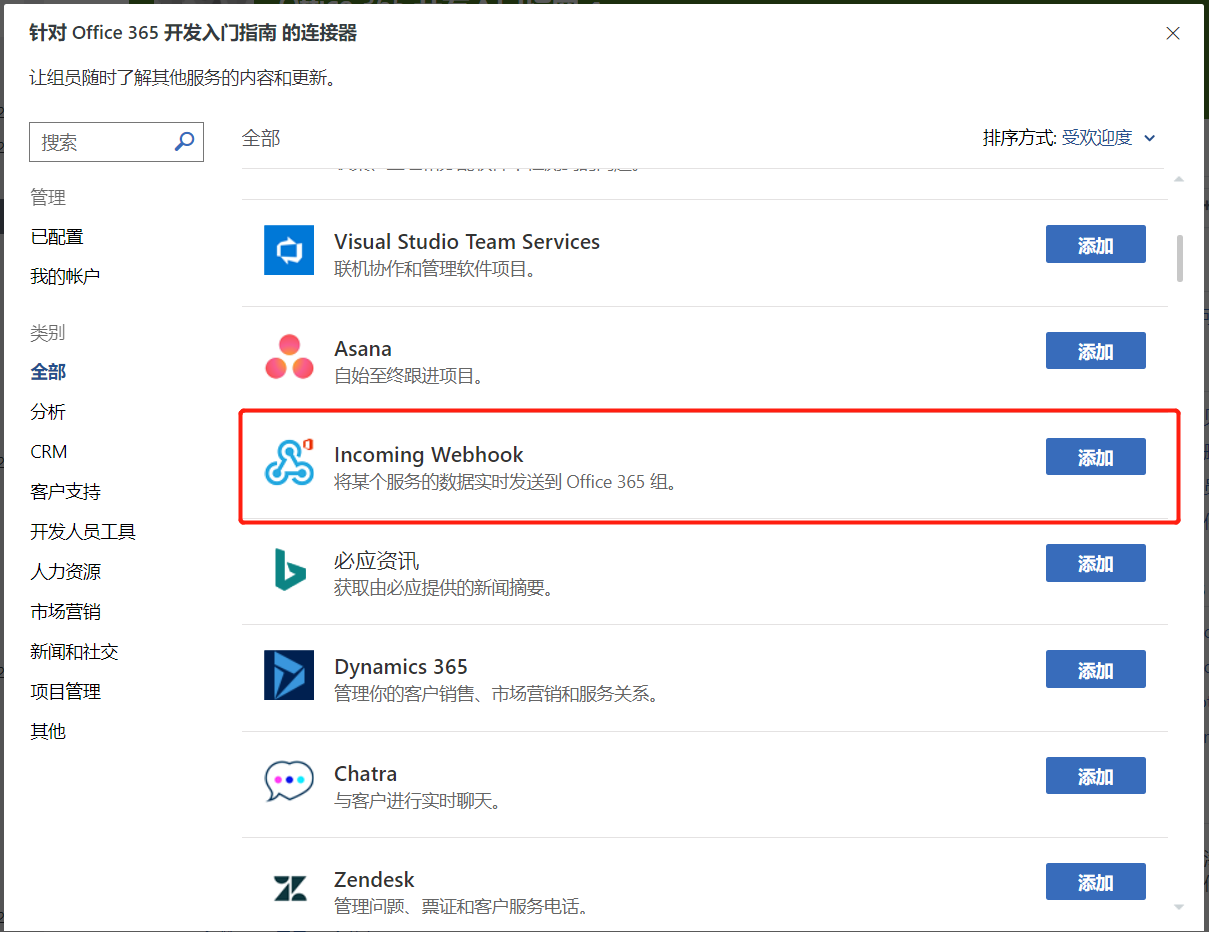 针对 Office 365 开发入门指南 的连接器
让组员随时了解其他服务的内容和更新。
搜索
全部
排序方式: 受欢迎度
管理
已配置
我的帐户
类别
全部
分析
CRM
客户支持
开发人员工具
人力资源
市场营销
新闻和社交
项目管理
其他
Visual Studio Team Services
联机协作和管理软件项目。
添加
Asana
自始至终跟进项目。
添加
Incoming Webhook
将某个服务的数据实时发送到 Office 365 组。
添加
必应资讯
获取由必应提供的新闻摘要。
添加
Dynamics 365
管理你的客户销售、市场营销和服务关系。
添加
Chatra
与客户进行实时聊天。
添加
Zendesk
管理问题、票证和客户服务电话。
添加